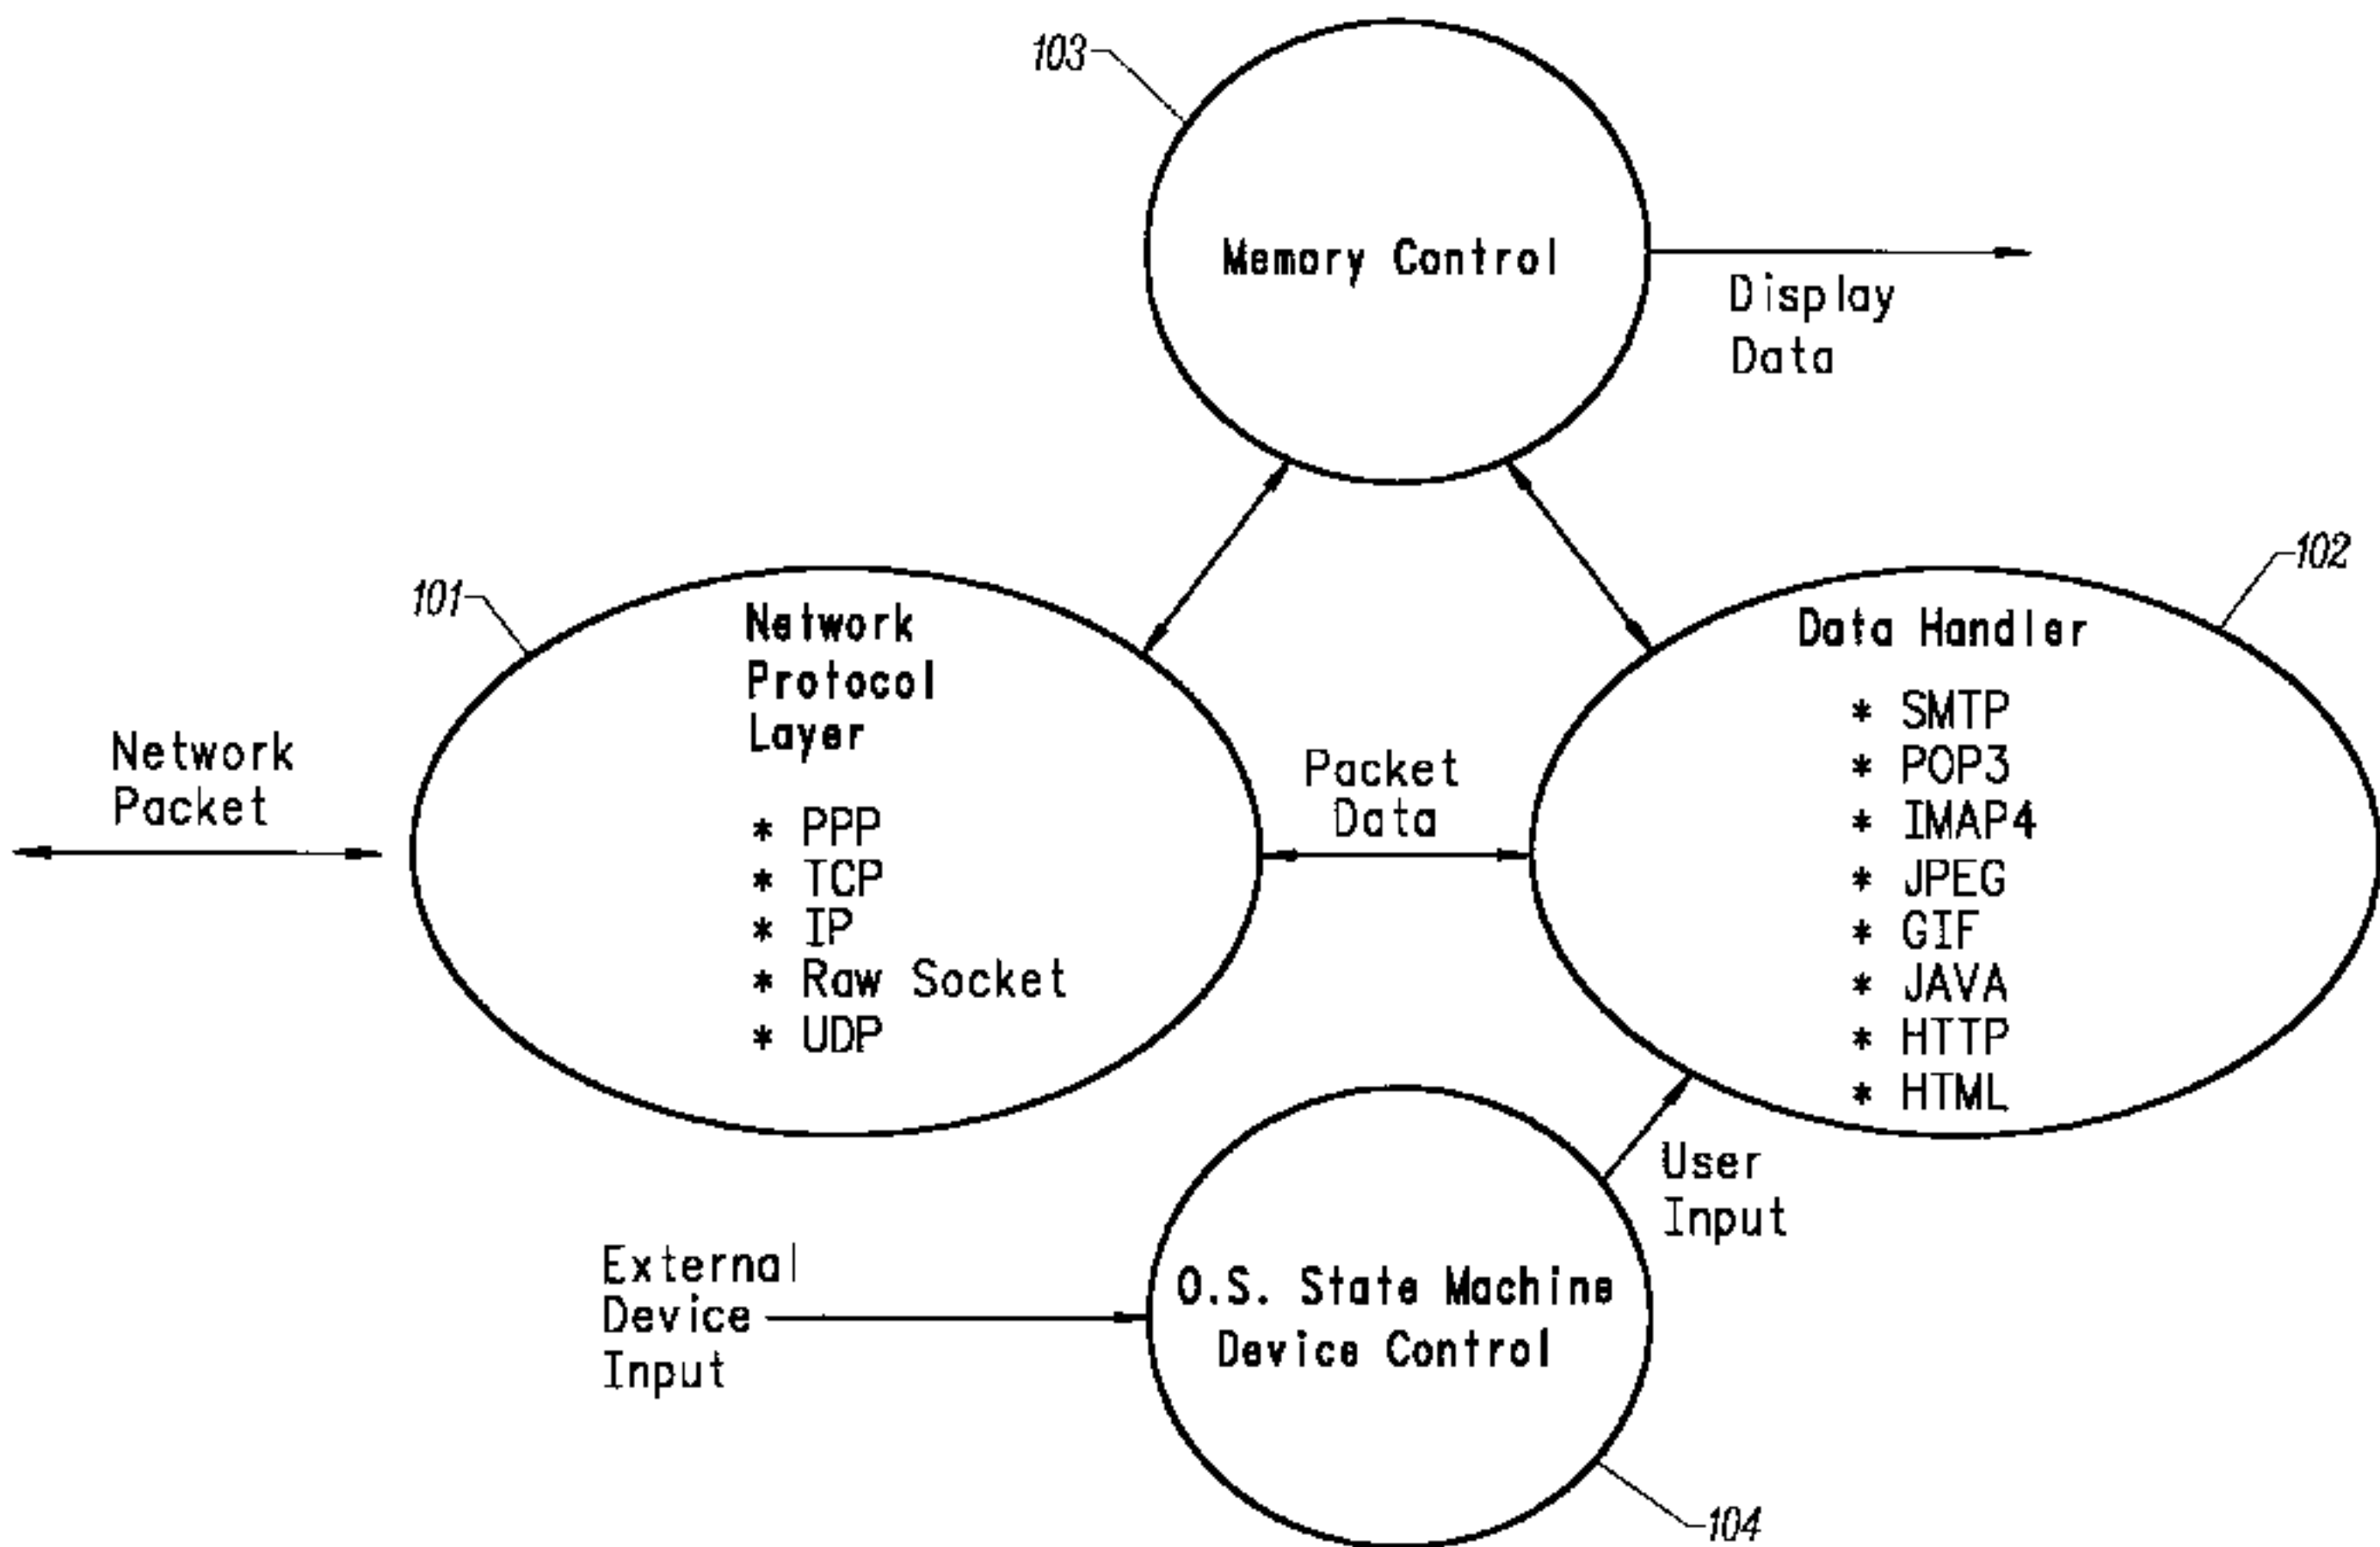 103
Memory Control
Display
Data
101
Network
Protocol
Layer
* PPP
* TCP
* IP
* Raw Socket
* UDP
Network
Packet
Packet
Data
102
Data Handler
* SMTP
* POP3
* IMAP4
* JPEG
* GIF
* JAVA
* HTTP
* HTML
User
Input
External
Device
Input
O.S. State Machine
Device Control
104